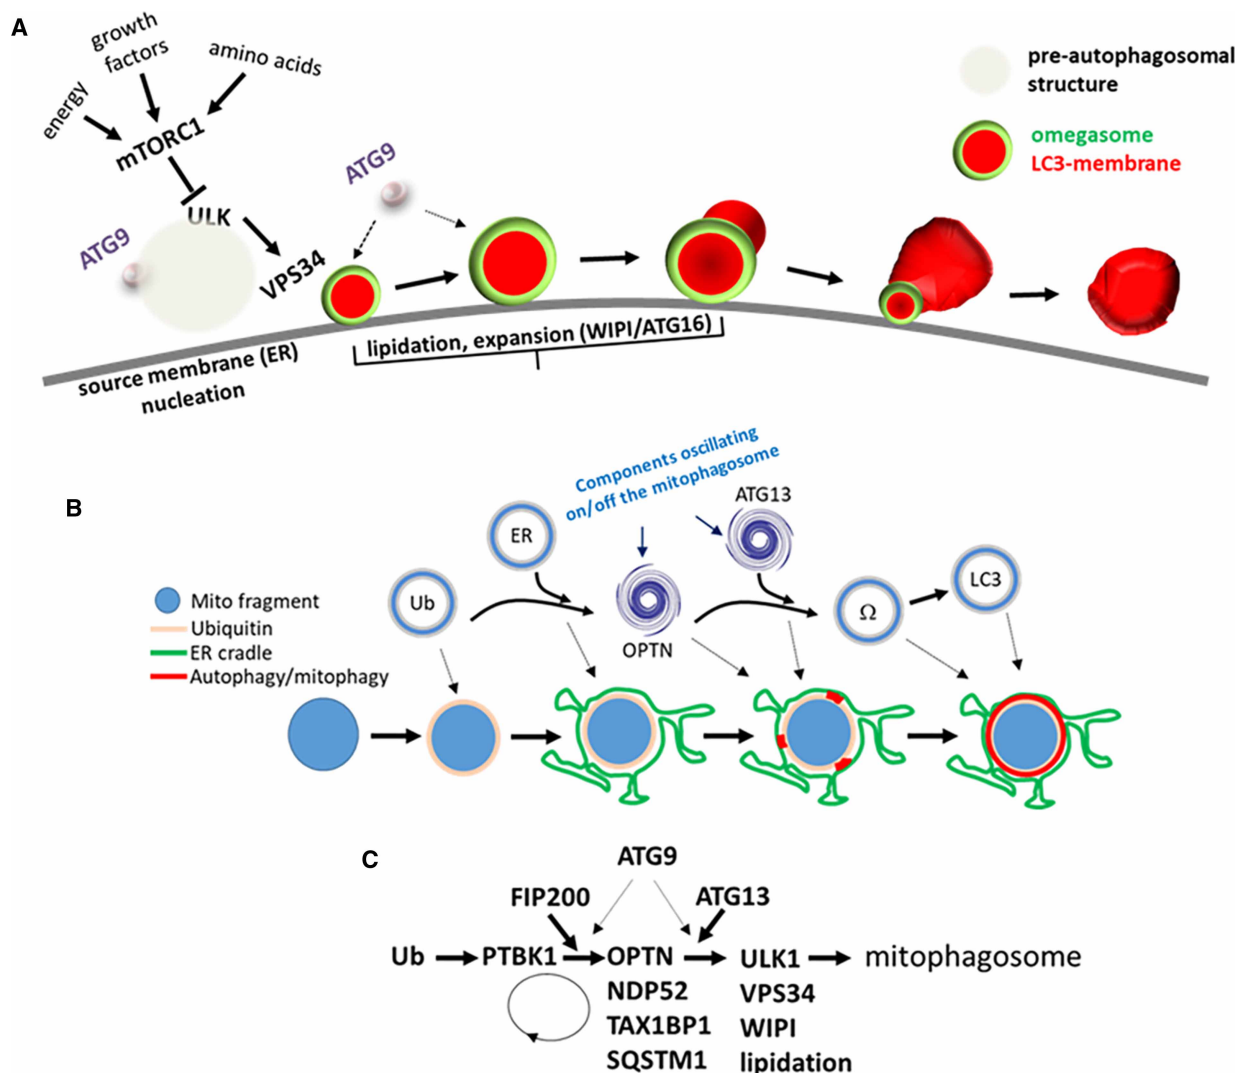 A
growth
factors
amino acids
energy
mTORC1
ULK
ATG9
VPS34
ATG9
pre-autophagosomal
structure
omegasome
LC3-membrane
source membrane (ER)
nucleation
lipidation, expansion (WIPI/ATG16)
B
Components oscillating
on/off the mitophagosome
ATG13
ER
Ub
OPTN
Ω
LC3
Mito fragment
Ubiquitin
ER cradle
Autophagy/mitophagy
C
ATG9
FIP200
ATG13
Ub
PTBK1
OPTN
ULK1
mitophagosome
NDP52
VPS34
TAX1BP1
WIPI
SQSTM1
lipidation